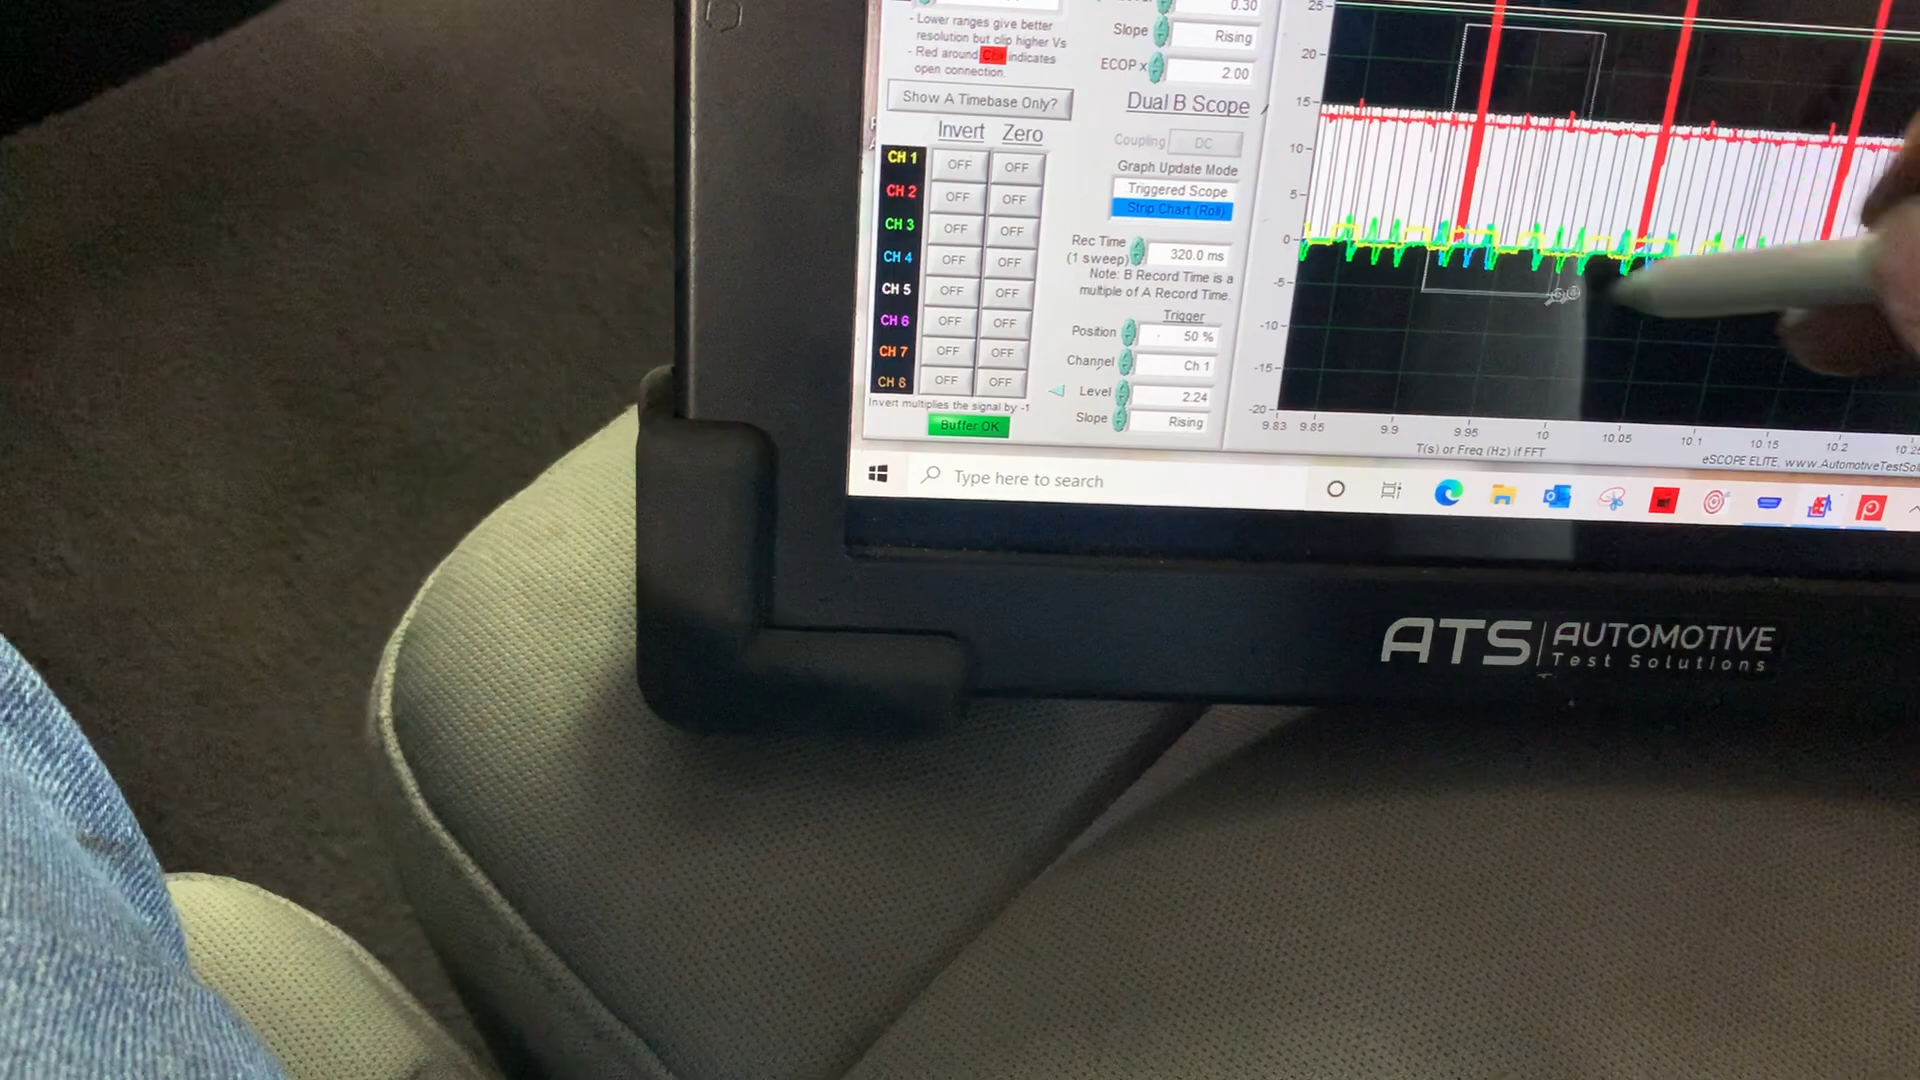 - Lower ranges give better
resolution but clip higher Vs
- Red around Ch# indicates
open connection.
Show A Timebase Only?
Invert Zero
CH 1 OFF OFF
CH 2 OFF OFF
CH 3 OFF OFF
CH 4 OFF OFF
CH 5 OFF OFF
CH 6 OFF OFF
CH 7 OFF OFF
CH 8 OFF OFF
Invert multiplies the signal by -1
Buffer OK
0.30
Slope Rising
ECOP x 2.00
Dual B Scope
Coupling DC
Graph Update Mode
Triggered Scope
Strip Chart (Roll)
Rec Time
(1 sweep) 320.0 ms
Note: B Record Time is a
multiple of A Record Time.
Trigger
Position 50 %
Channel Ch 1
Level 2.24
Slope Rising
25
20
15
10
5
0
-5
-10
-15
-20
9.83 9.85 9.9 9.95 10 10.05 10.1 10.15 10.2 10.25
T(s) or Freq (Hz) if FFT
eSCOPE ELITE, www.AutomotiveTestSol
Type here to search
ATS AUTOMOTIVE
Test Solutions